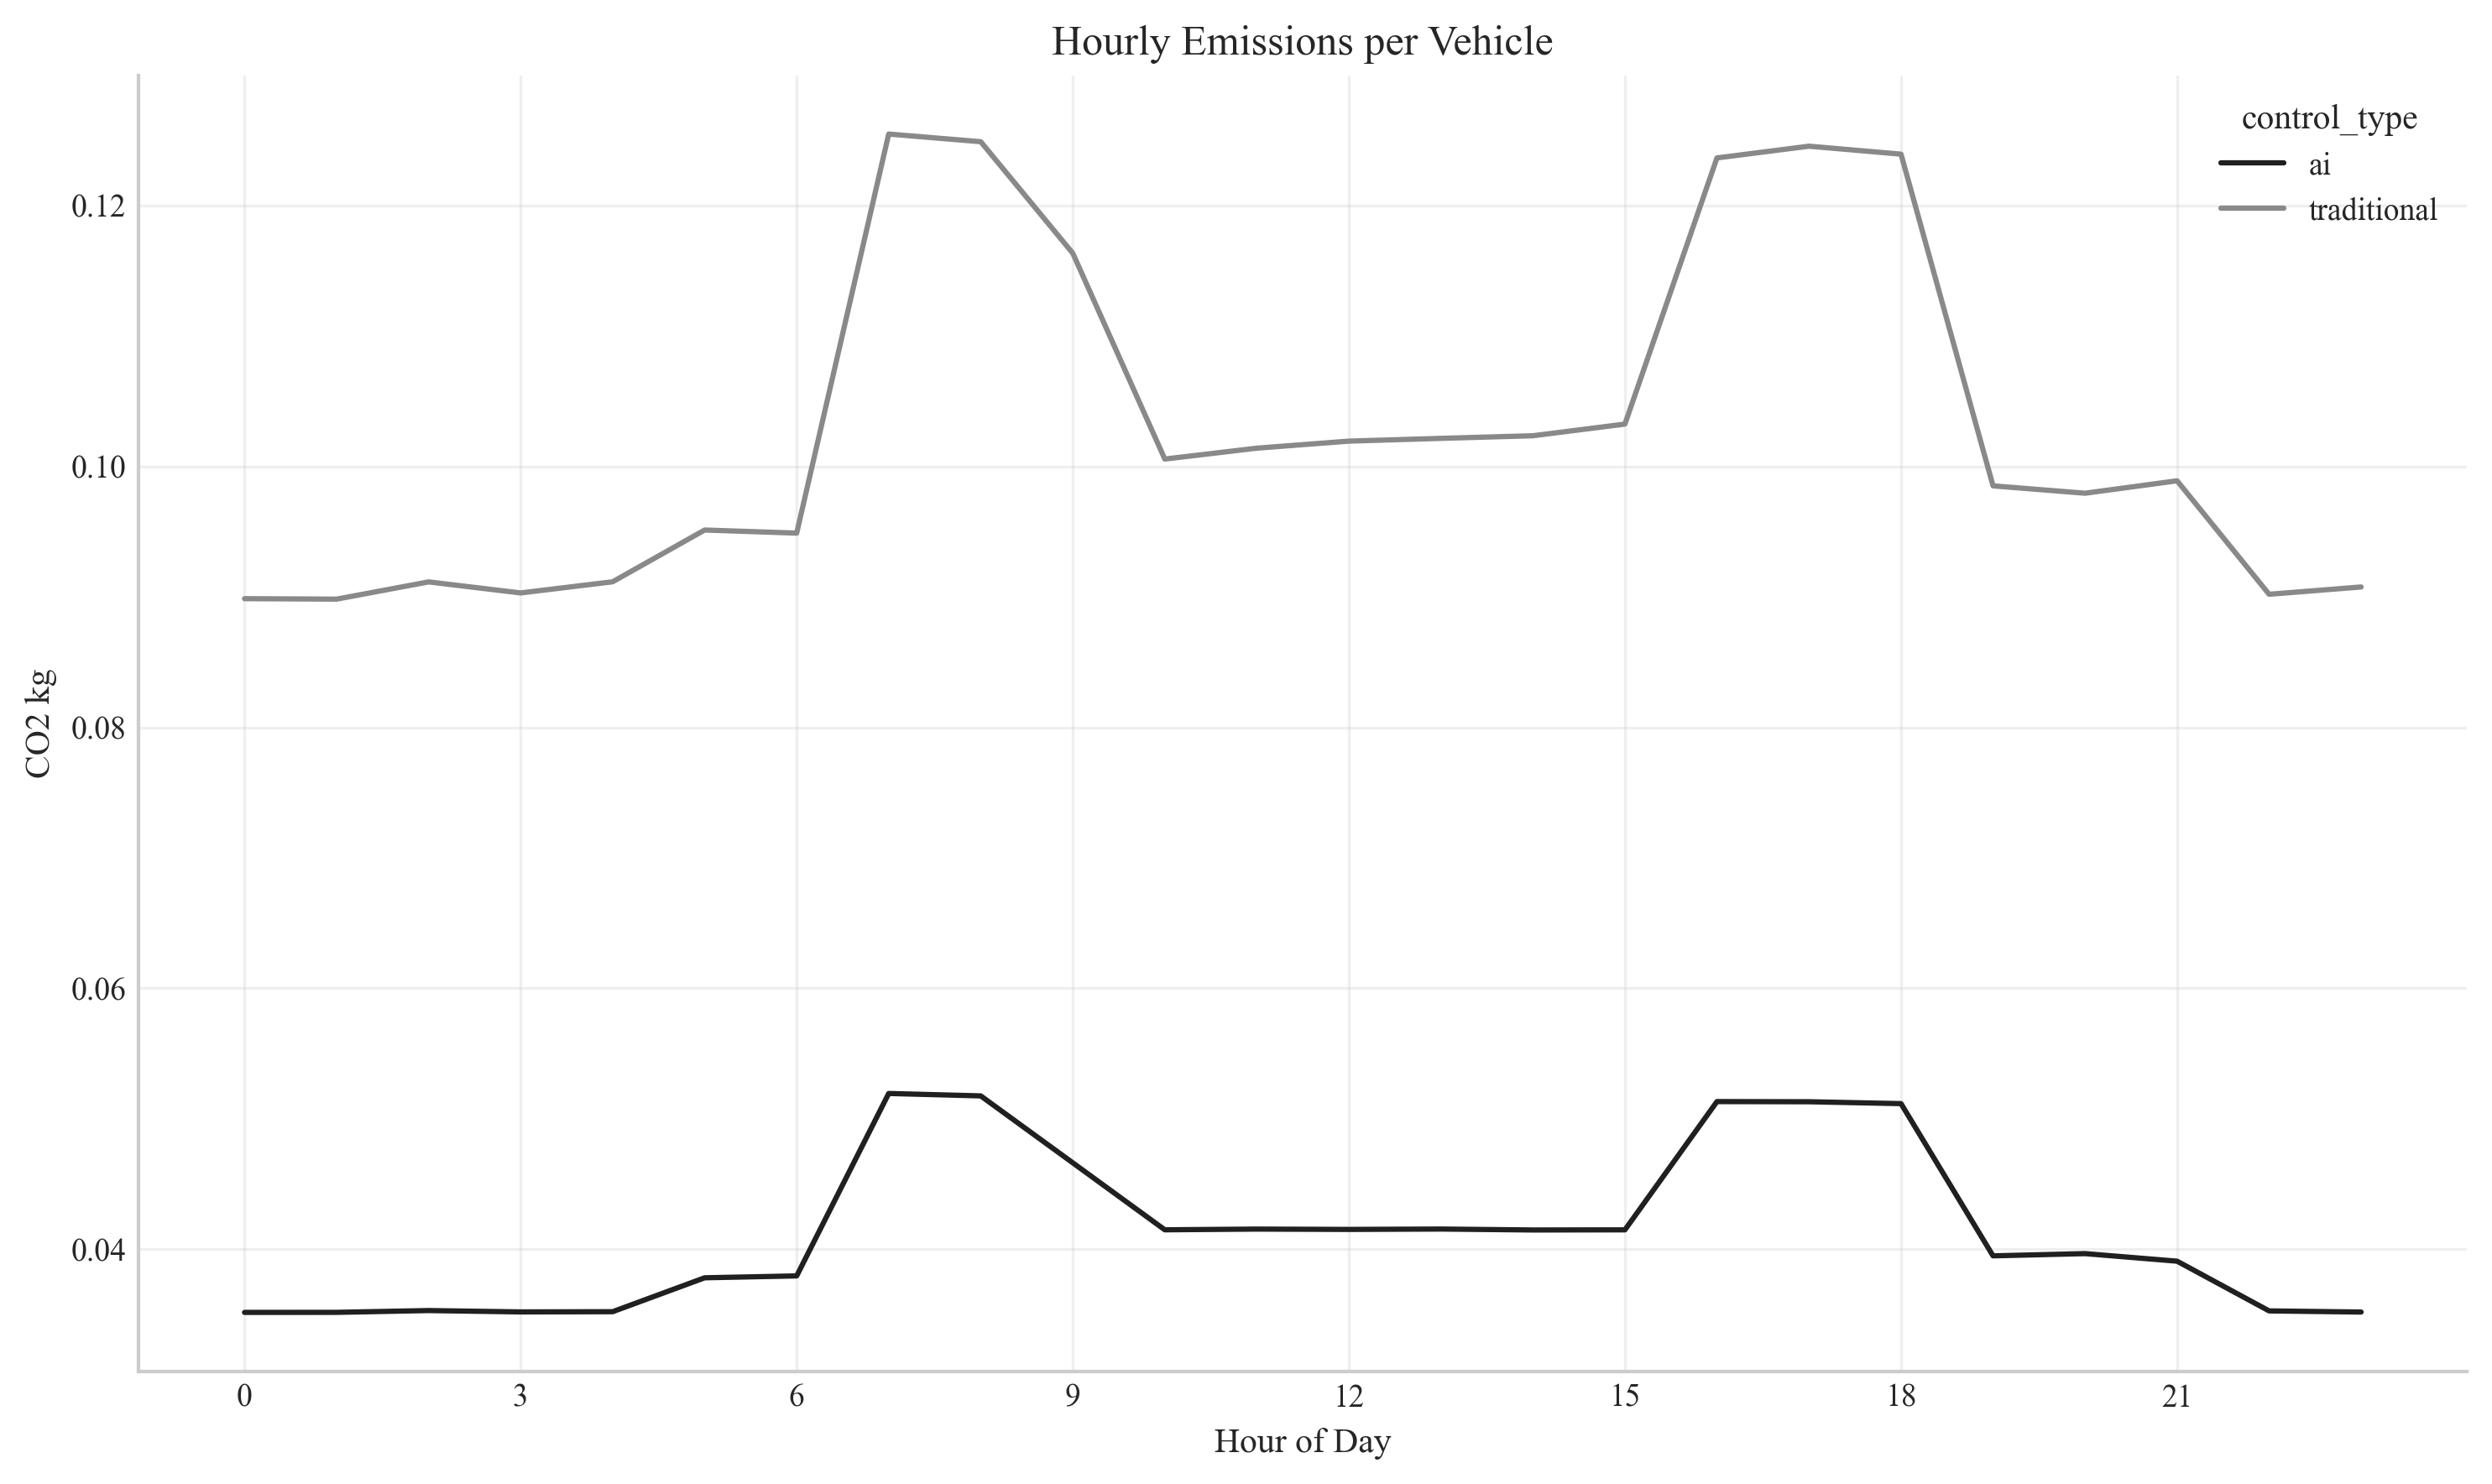 Hourly Emissions per Vehicle
control_type
ai
traditional
0.12
0.10
0.08
0.06
0.04
CO2 kg
0 3 6 9 12 15 18 21
Hour of Day